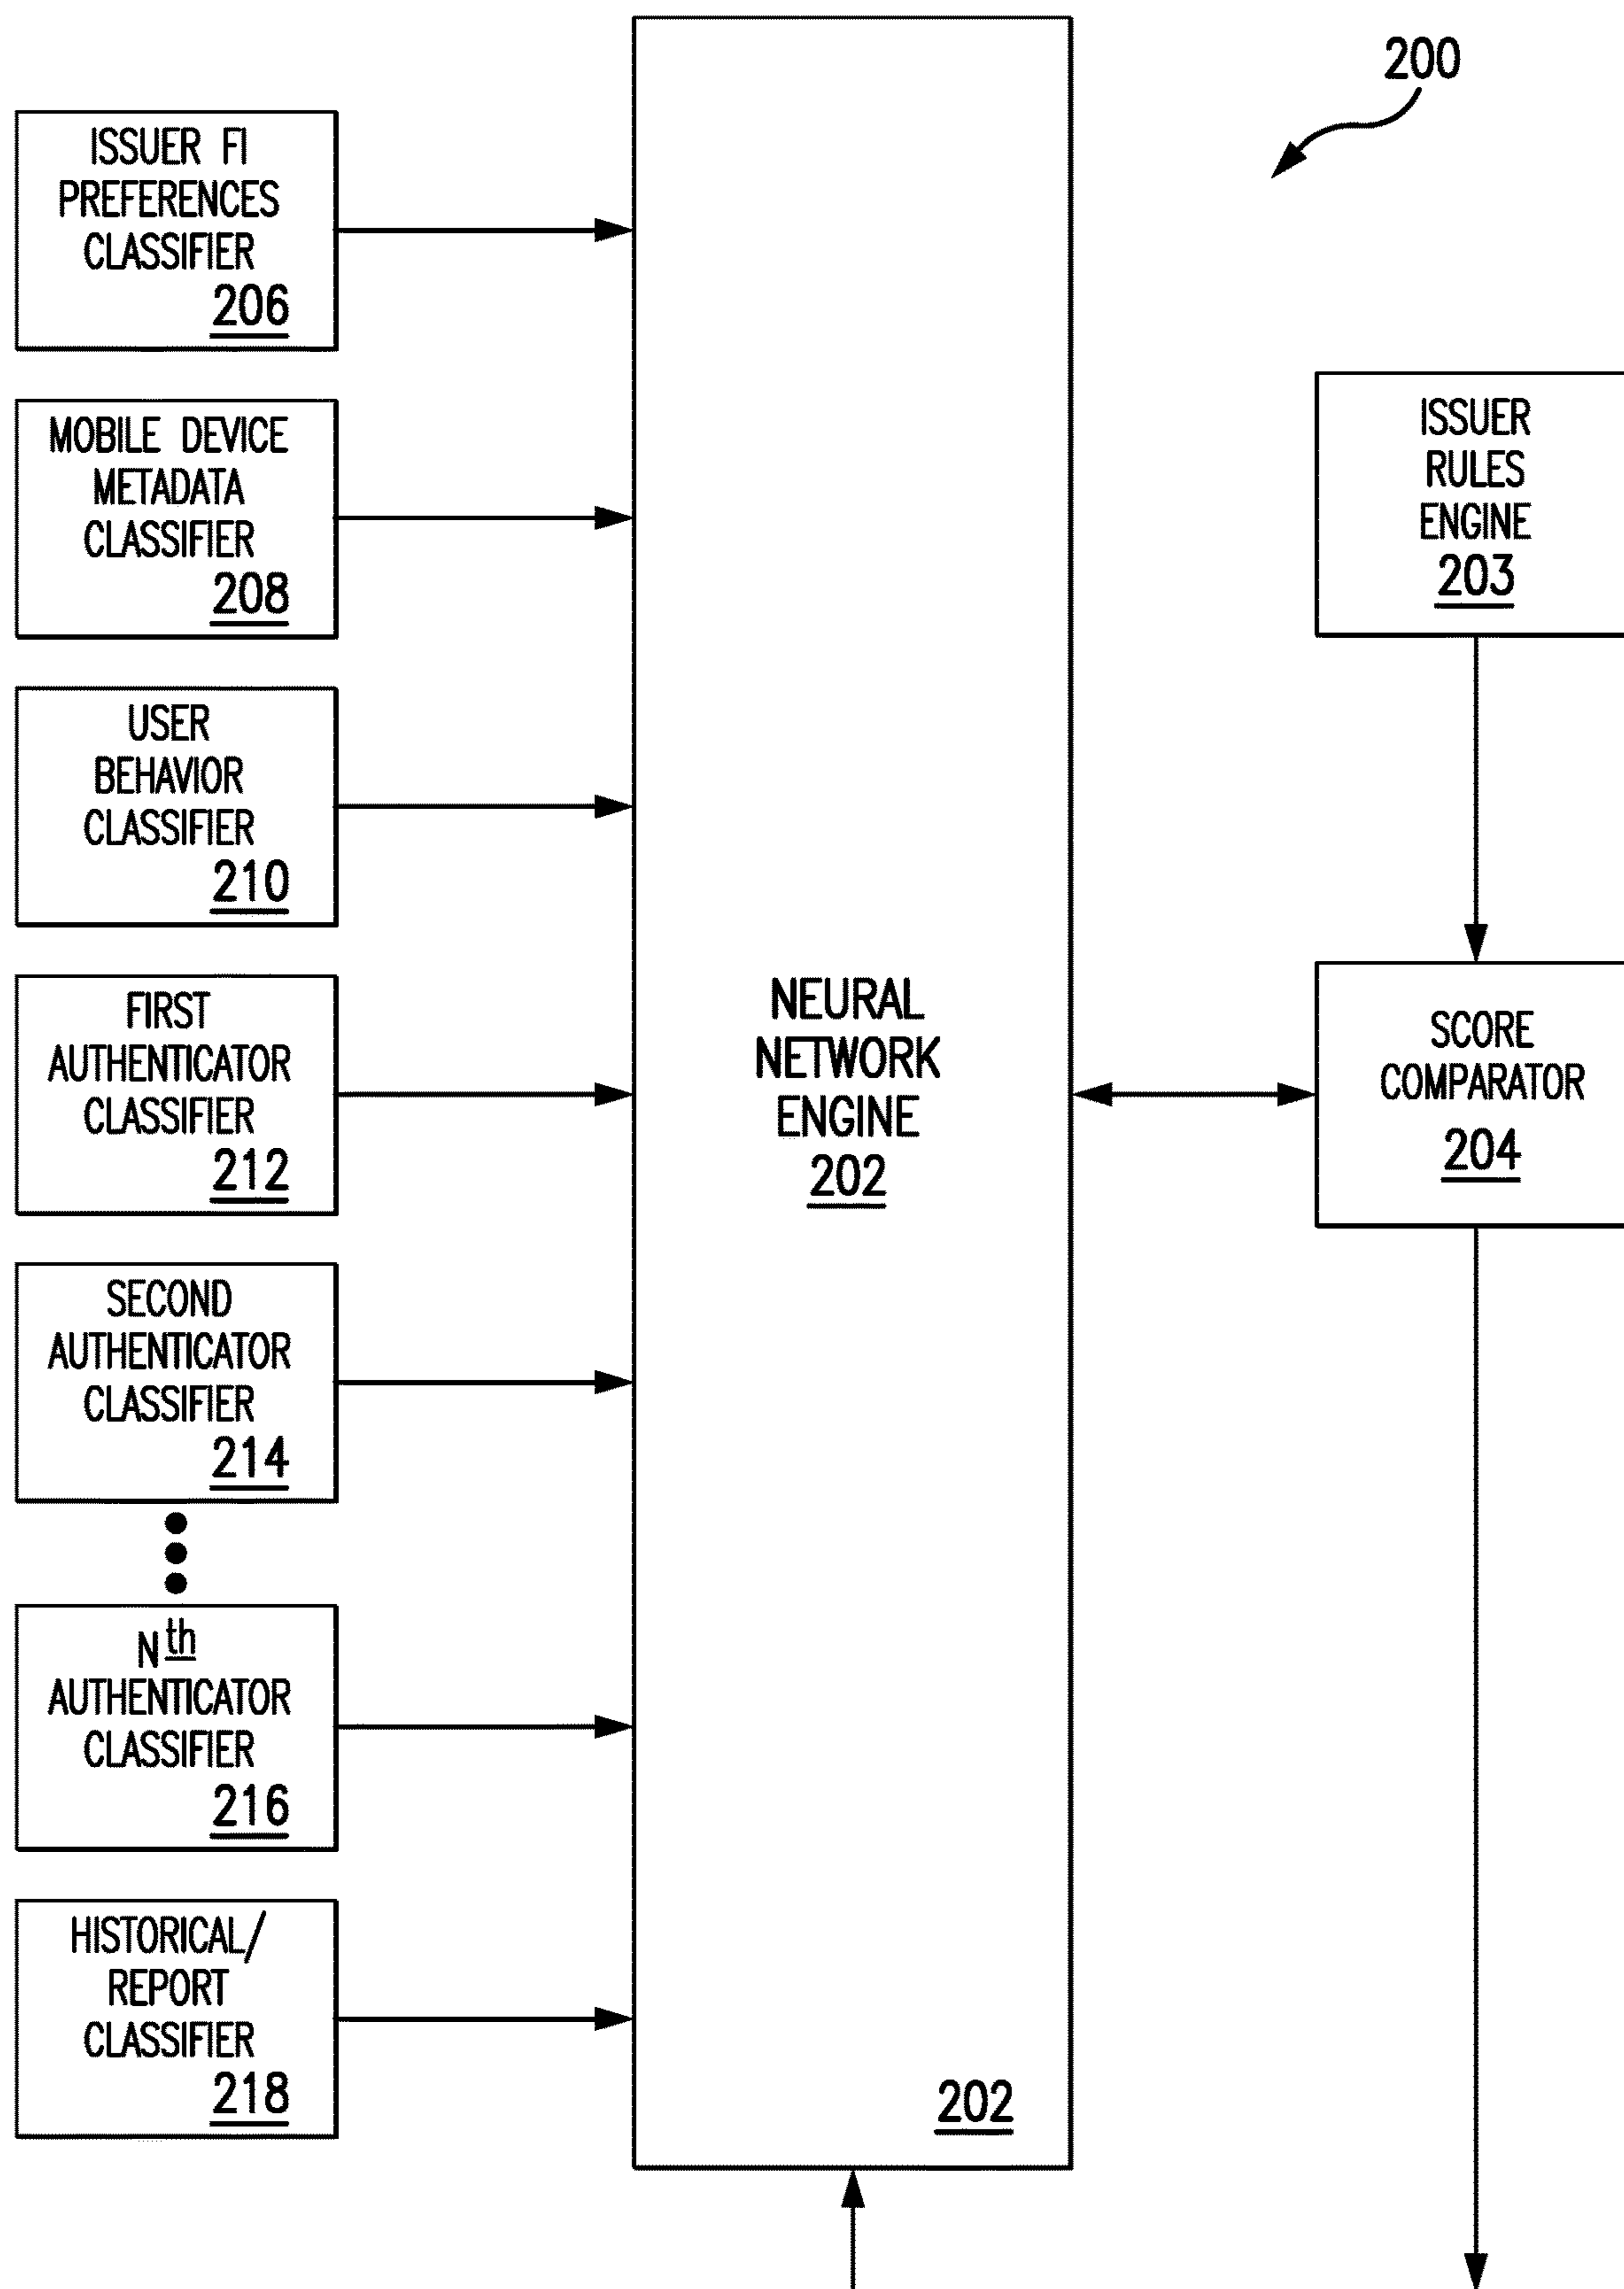 200
ISSUER FI
PREFERENCES
CLASSIFIER
206
MOBILE DEVICE
METADATA
CLASSIFIER
208
USER
BEHAVIOR
CLASSIFIER
210
FIRST
AUTHENTICATOR
CLASSIFIER
212
SECOND
AUTHENTICATOR
CLASSIFIER
214
Nth
AUTHENTICATOR
CLASSIFIER
216
HISTORICAL/
REPORT
CLASSIFIER
218
NEURAL
NETWORK
ENGINE
202
202
ISSUER
RULES
ENGINE
203
SCORE
COMPARATOR
204